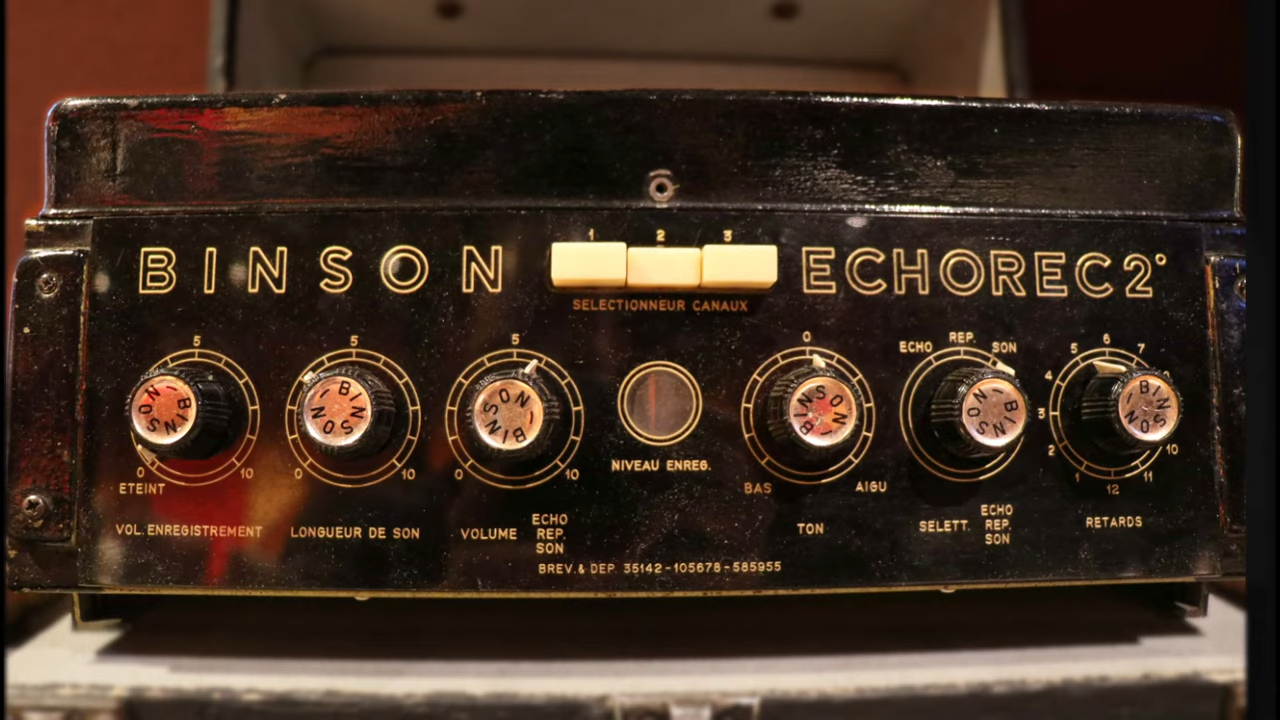 1 2 3
BINSON ECHOREC 2°
SELECTIONNEUR CANAUX
5 5 5 0 ECHO REP. SON 5 6 7
4
3
2
BINSON BINSON BINSON BINSON BINSON BINSON
0 10 0 10 0 10 NIVEAU ENREG. 10
1 12 11
ETEINT BAS AIGU
VOL. ENREGISTREMENT LONGUEUR DE SON VOLUME ECHO REP. SON TON SELETT. ECHO REP. SON RETARDS
BREV. & DEP. 35142-105678-585955